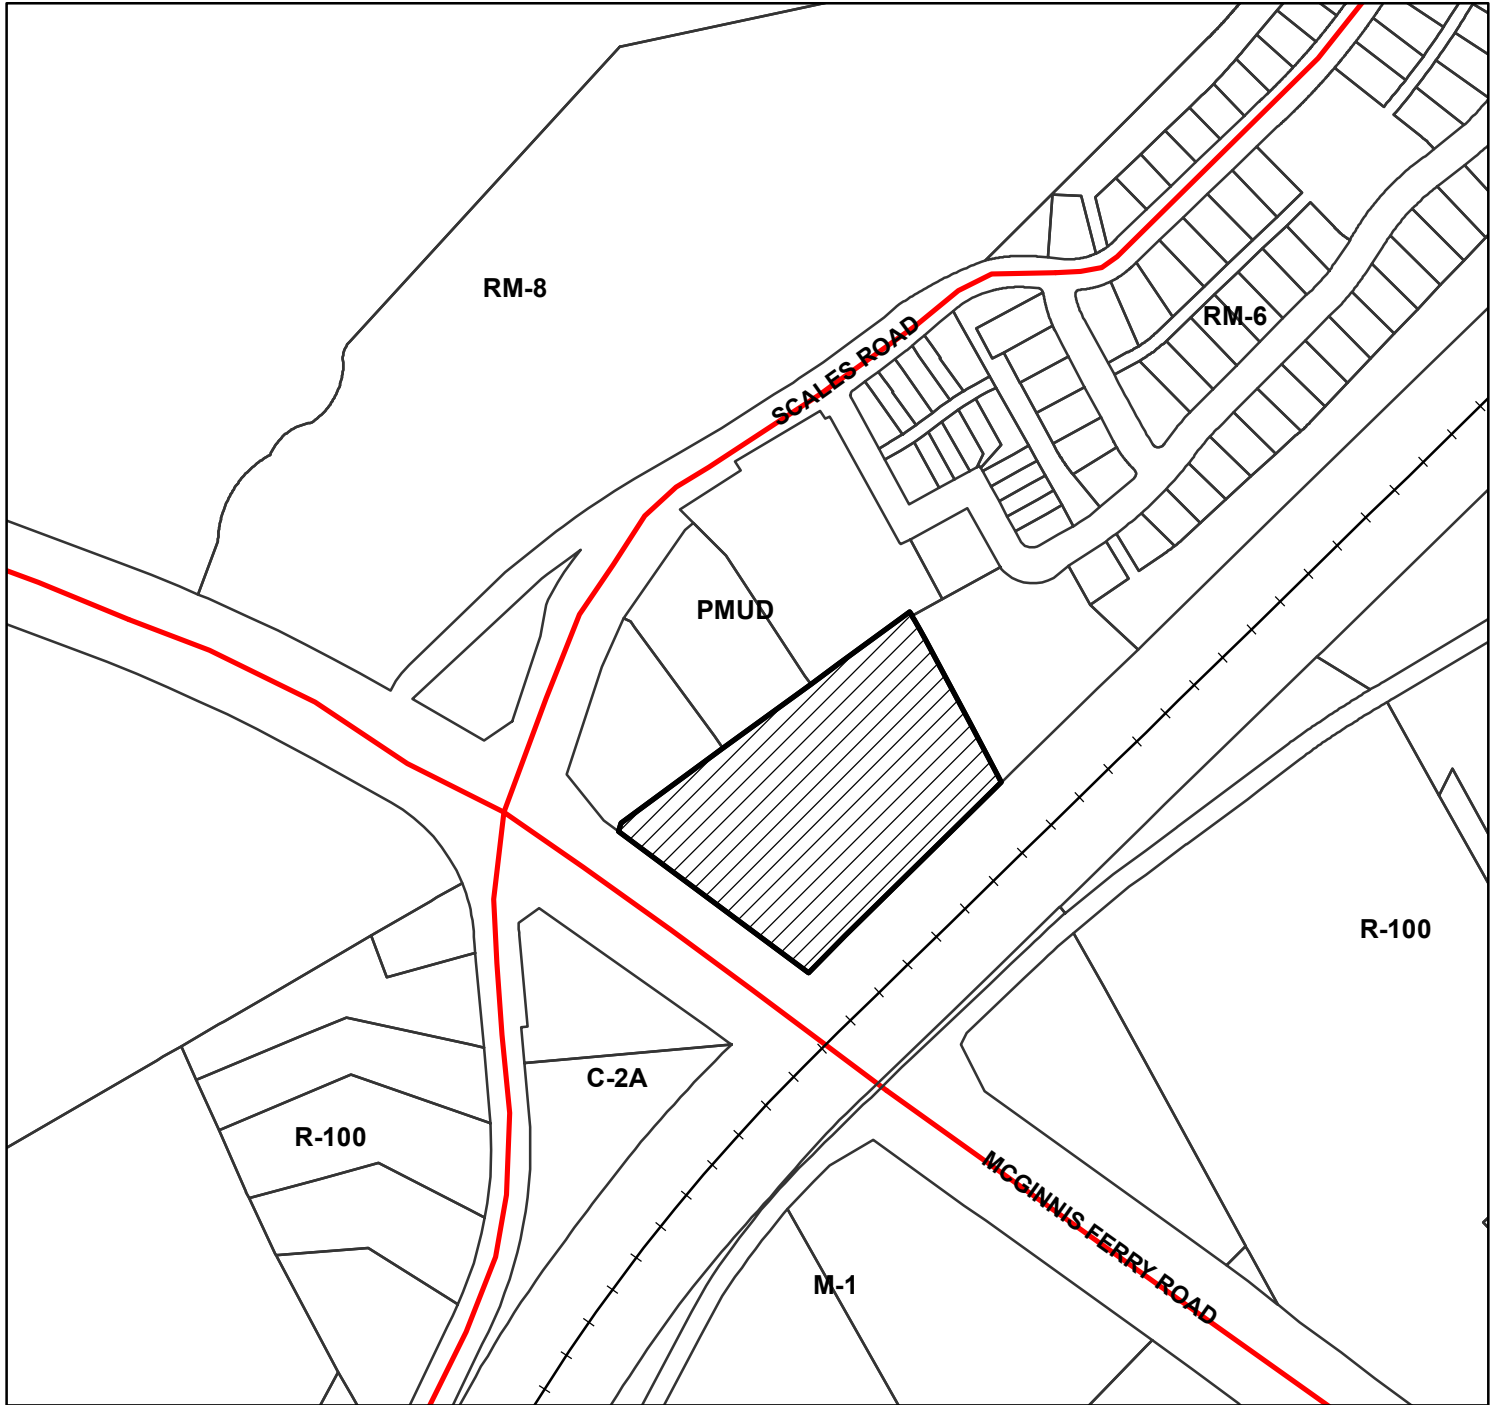 RM-8
RM-6
SCALES ROAD
PMUD
R-100
C-2A
R-100
MCGINNIS FERRY ROAD
M-1